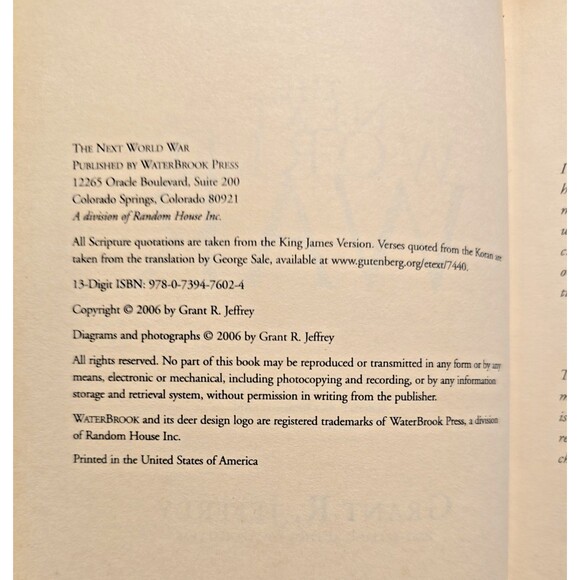 THE NEXT WORLD WAR
PUBLISHED BY WATERBROOK PRESS
12265 Oracle Boulevard, Suite 200
Colorado Springs, Colorado 80921
A division of Random House Inc.
All Scripture quotations are taken from the King James Version. Verses quoted from the Koran are
taken from the translation by George Sale, available at www.gutenberg.org/etext/7440.
13-Digit ISBN: 978-0-7394-7602-4
Copyright © 2006 by Grant R. Jeffrey
Diagrams and photographs © 2006 by Grant R. Jeffrey
All rights reserved. No part of this book may be reproduced or transmitted in any form or by any
means, electronic or mechanical, including photocopying and recording, or by any information
storage and retrieval system, without permission in writing from the publisher.
WATERBROOK and its deer design logo are registered trademarks of WaterBrook Press, a division
of Random House Inc.
Printed in the United States of America